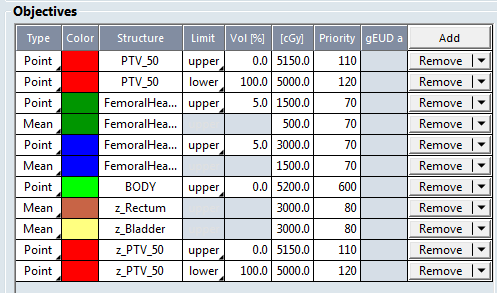 Objectives
Type Color Structure Limit Vol [%] [cGy] Priority gEUD a Add
Point PTV_50 upper 0.0 5150.0 110 Remove
Point PTV_50 lower 100.0 5000.0 120 Remove
Point FemoralHea... upper 5.0 1500.0 70 Remove
Mean FemoralHea... 500.0 70 Remove
Point FemoralHea... upper 5.0 3000.0 70 Remove
Mean FemoralHea... 1500.0 70 Remove
Point BODY upper 0.0 5200.0 600 Remove
Mean z_Rectum 3000.0 80 Remove
Mean z_Bladder 3000.0 80 Remove
Point z_PTV_50 upper 0.0 5150.0 110 Remove
Point z_PTV_50 lower 100.0 5000.0 120 Remove